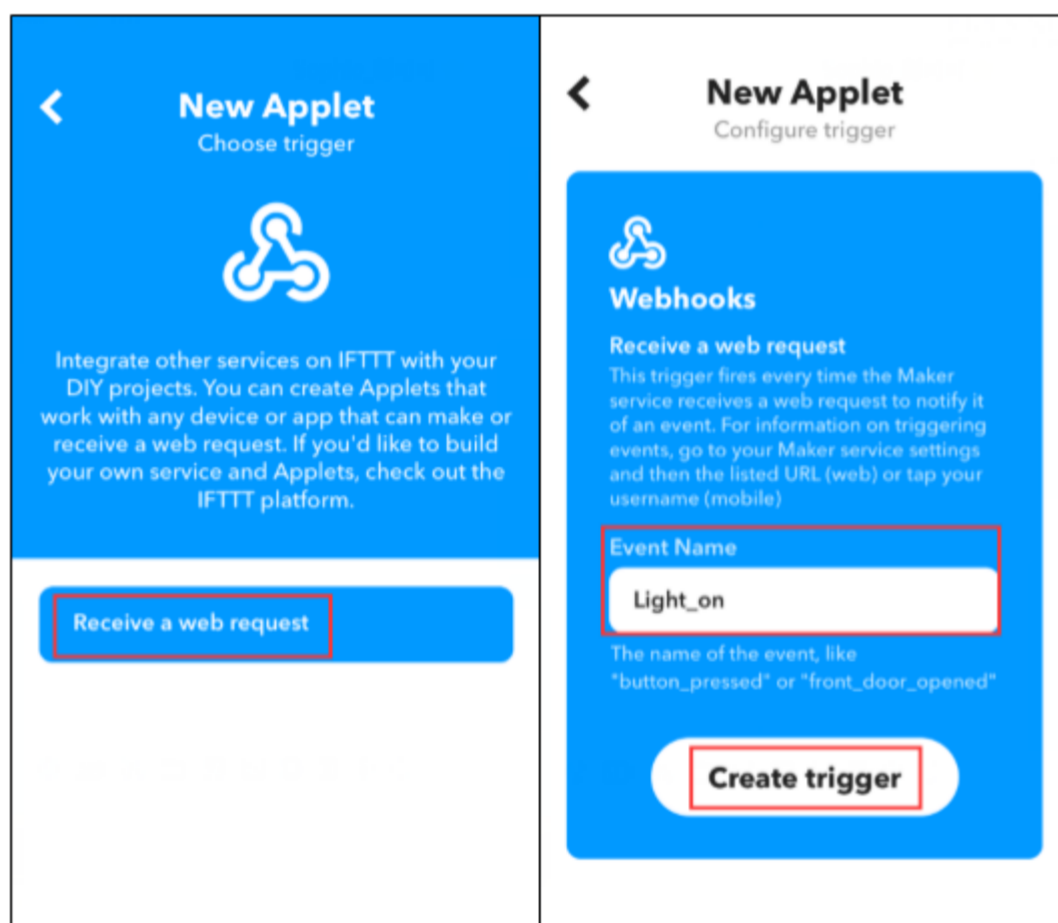 New Applet
Choose trigger
Integrate other services on IFTTT with your
DIY projects. You can create Applets that
work with any device or app that can make or
receive a web request. If you'd like to build
your own service and Applets, check out the
IFTTT platform.
Receive a web request
New Applet
Configure trigger
Webhooks
Receive a web request
This trigger fires every time the Maker
service receives a web request to notify it
of an event. For information on triggering
events, go to your Maker service settings
and then the listed URL (web) or tap your
username (mobile)
Event Name
Light_on
The name of the event, like
"button_pressed" or "front_door_opened"
Create trigger